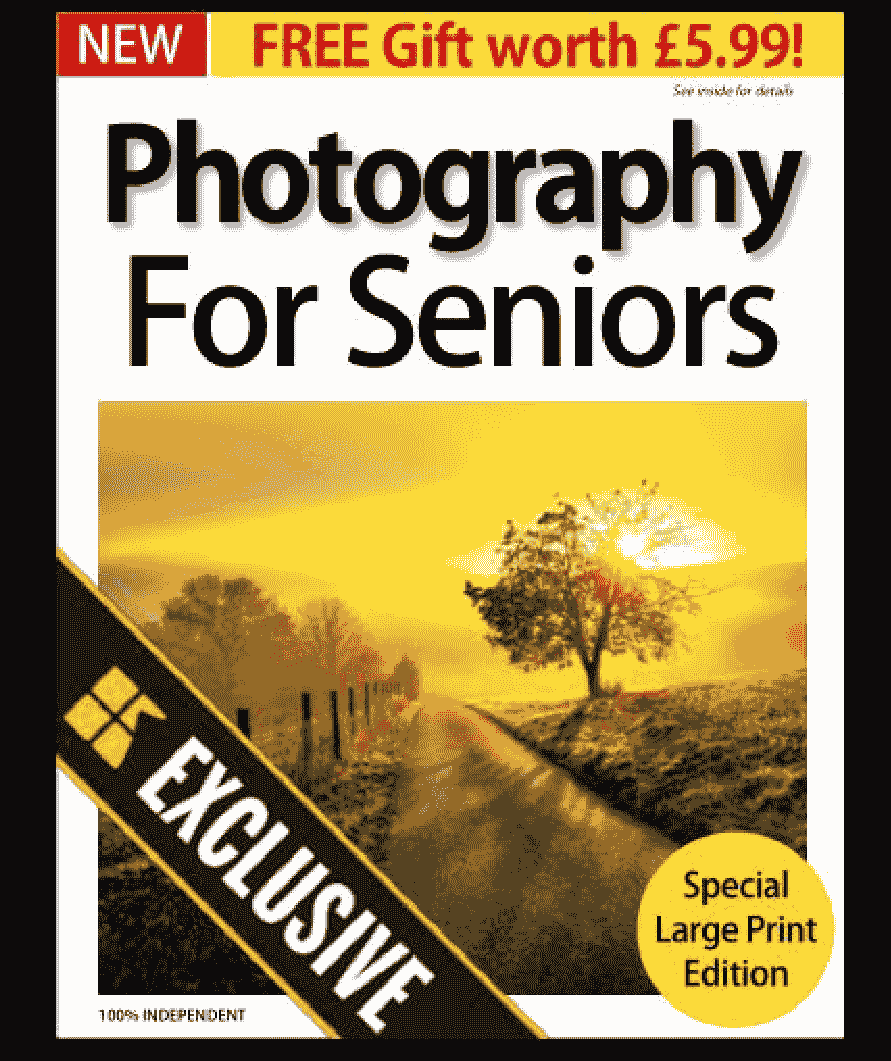 NEW
FREE Gift worth £5.99!
See inside for details
Photography
For Seniors
EXCLUSIVE
Special
Large Print
Edition
100% INDEPENDENT